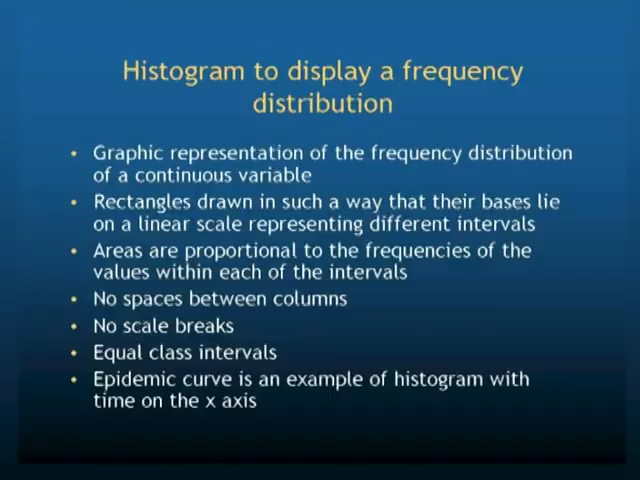 Histogram to display a frequency
distribution
• Graphic representation of the frequency distribution
of a continuous variable
• Rectangles drawn in such a way that their bases lie
on a linear scale representing different intervals
• Areas are proportional to the frequencies of the
values within each of the intervals
• No spaces between columns
• No scale breaks
• Equal class intervals
• Epidemic curve is an example of histogram with
time on the x axis